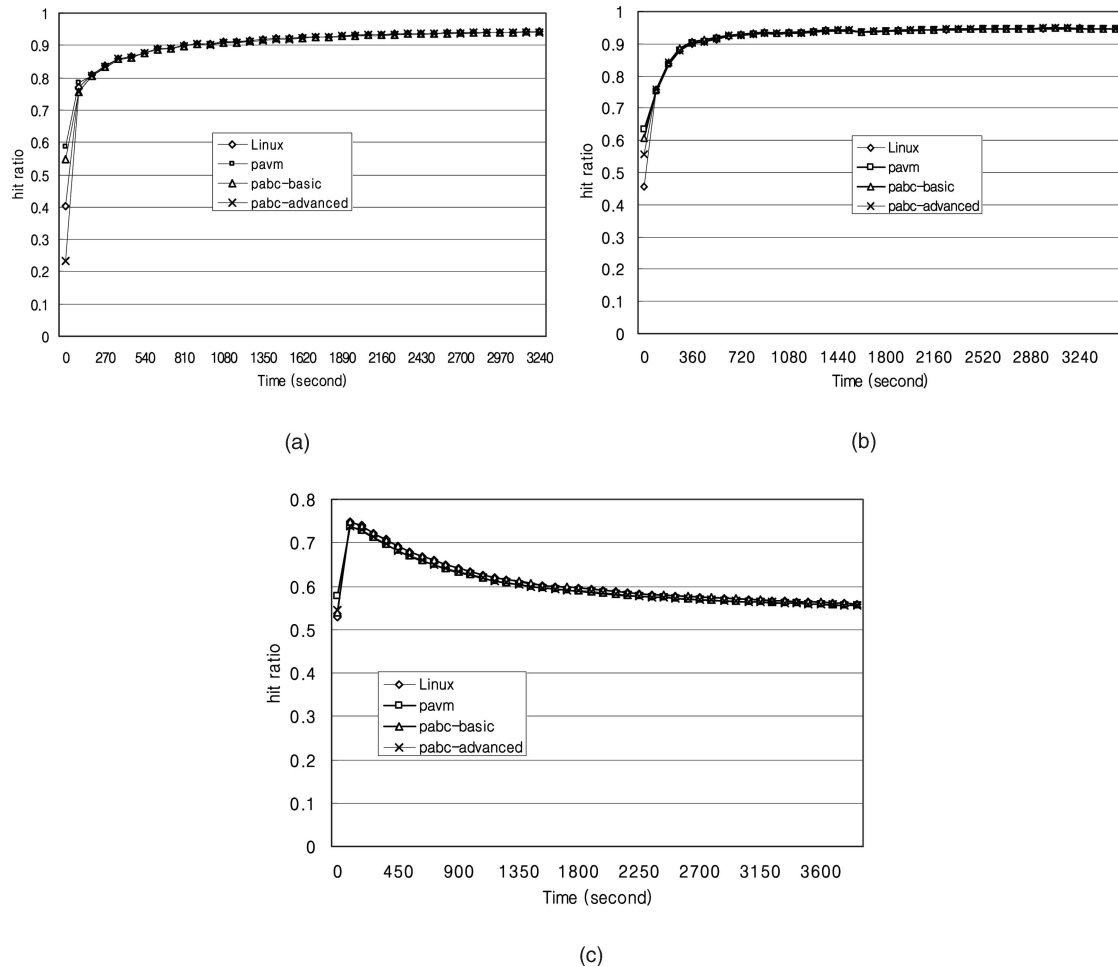 1
0.9
0.8
0.7
0.6
0.5
0.4
0.3
0.2
0.1
0
hit ratio
Linux
pavm
pabc-basic
pabc-advanced
0 270 540 810 1080 1350 1620 1890 2160 2430 2700 2970 3240
Time (second)
(a)
1
0.9
0.8
0.7
0.6
0.5
0.4
0.3
0.2
0.1
0
hit ratio
Linux
pavm
pabc-basic
pabc-advanced
0 360 720 1080 1440 1800 2160 2520 2880 3240
Time (second)
(b)
0.8
0.7
0.6
0.5
0.4
0.3
0.2
0.1
0
hit ratio
Linux
pavm
pabc-basic
pabc-advanced
0 450 900 1350 1800 2250 2700 3150 3600
Time (second)
(c)